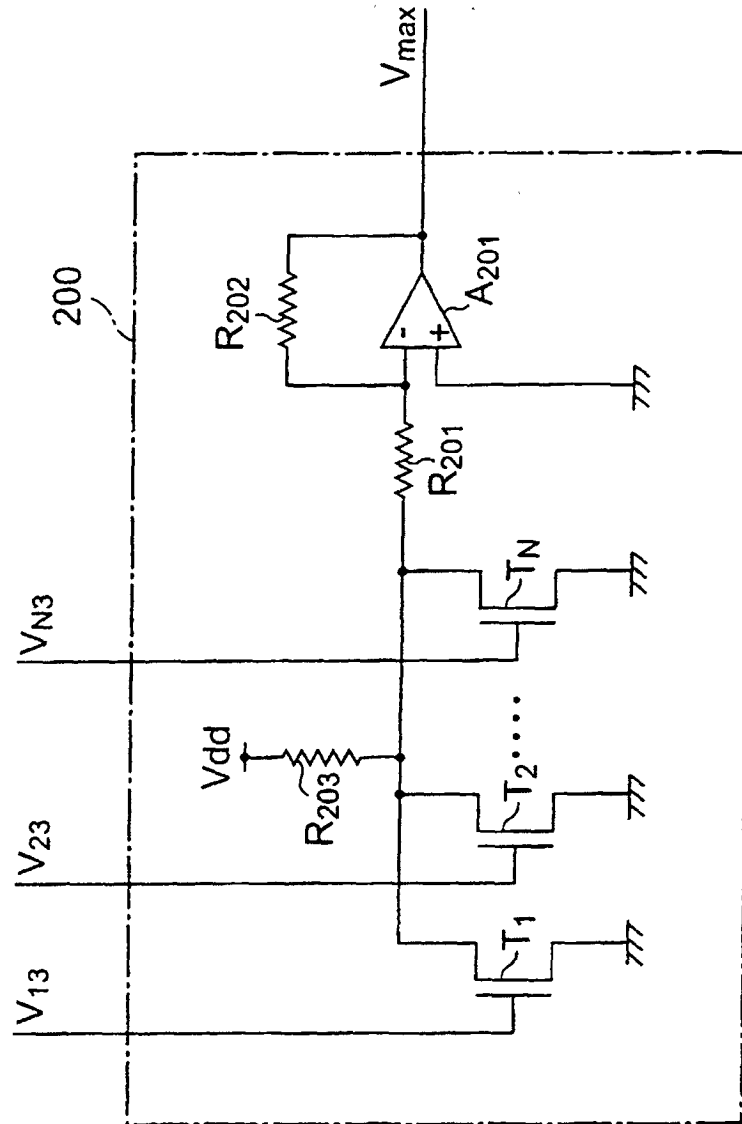 200
Vmax
R202
A201
-
+
R201
VN3
TN
Vdd
R203
V23
T2
.....
V13
T1